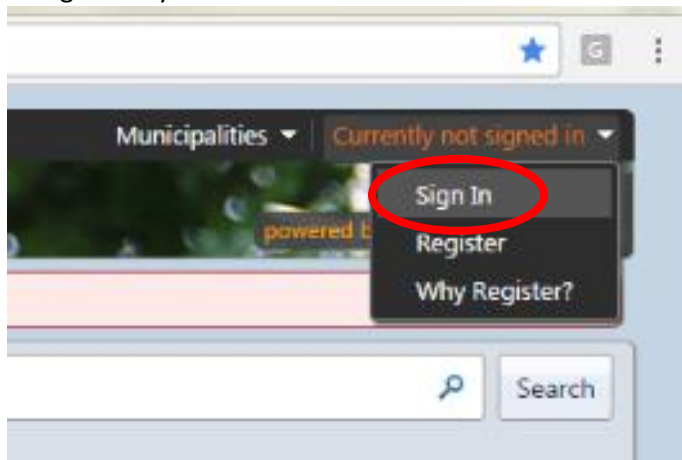 G
Municipalities
Currently not signed in
Sign In
powered b
Register
Why Register?
Search